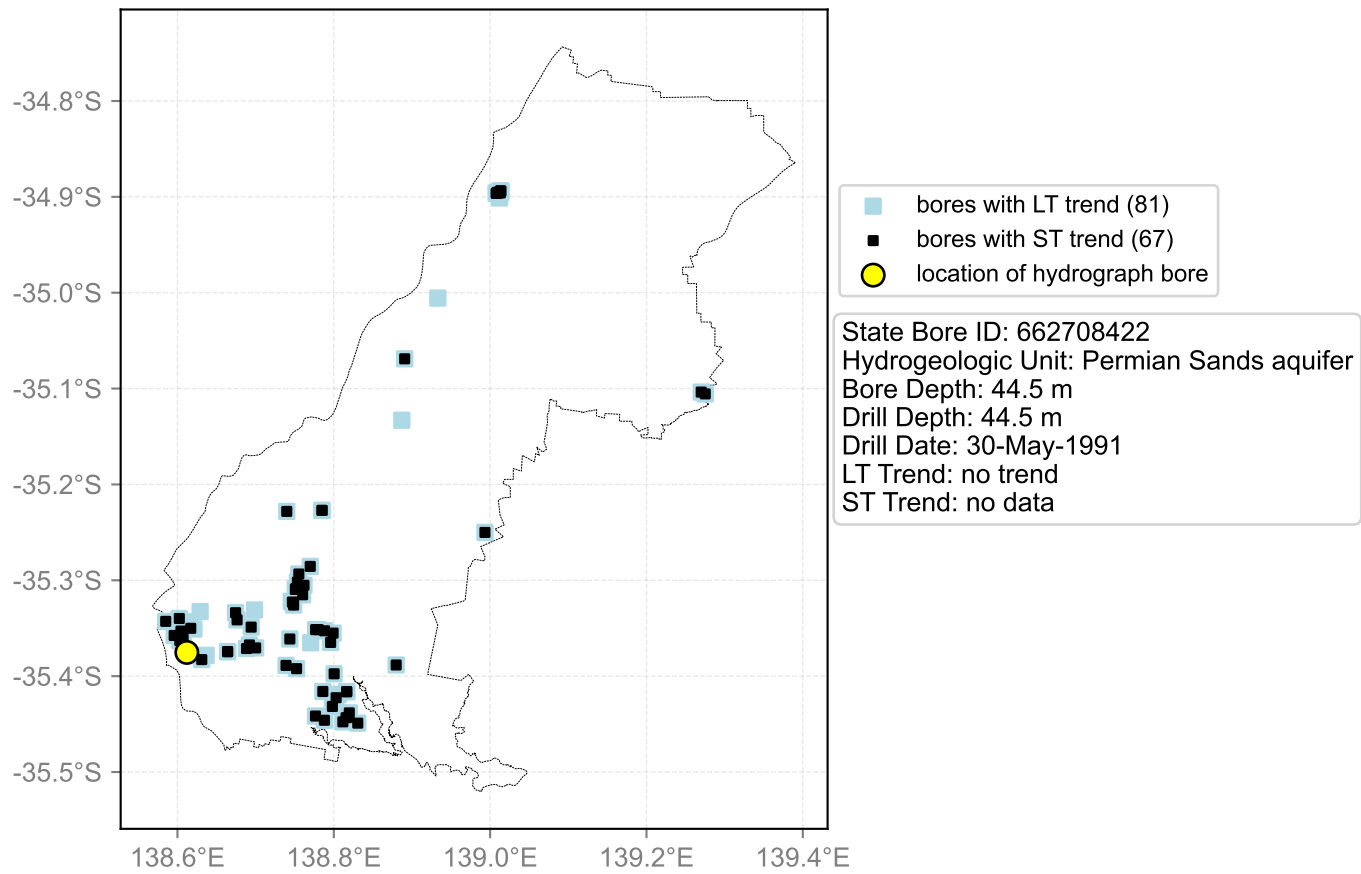 -34.8°S
-34.9°S
-35.0°S
-35.1°S
-35.2°S
-35.3°S
-35.4°S
-35.5°S
138.6°E
138.8°E
139.0°E
139.2°E
139.4°E
bores with LT trend (81)
bores with ST trend (67)
location of hydrograph bore
State Bore ID: 662708422
Hydrogeologic Unit: Permian Sands aquifer
Bore Depth: 44.5 m
Drill Depth: 44.5 m
Drill Date: 30-May-1991
LT Trend: no trend
ST Trend: no data